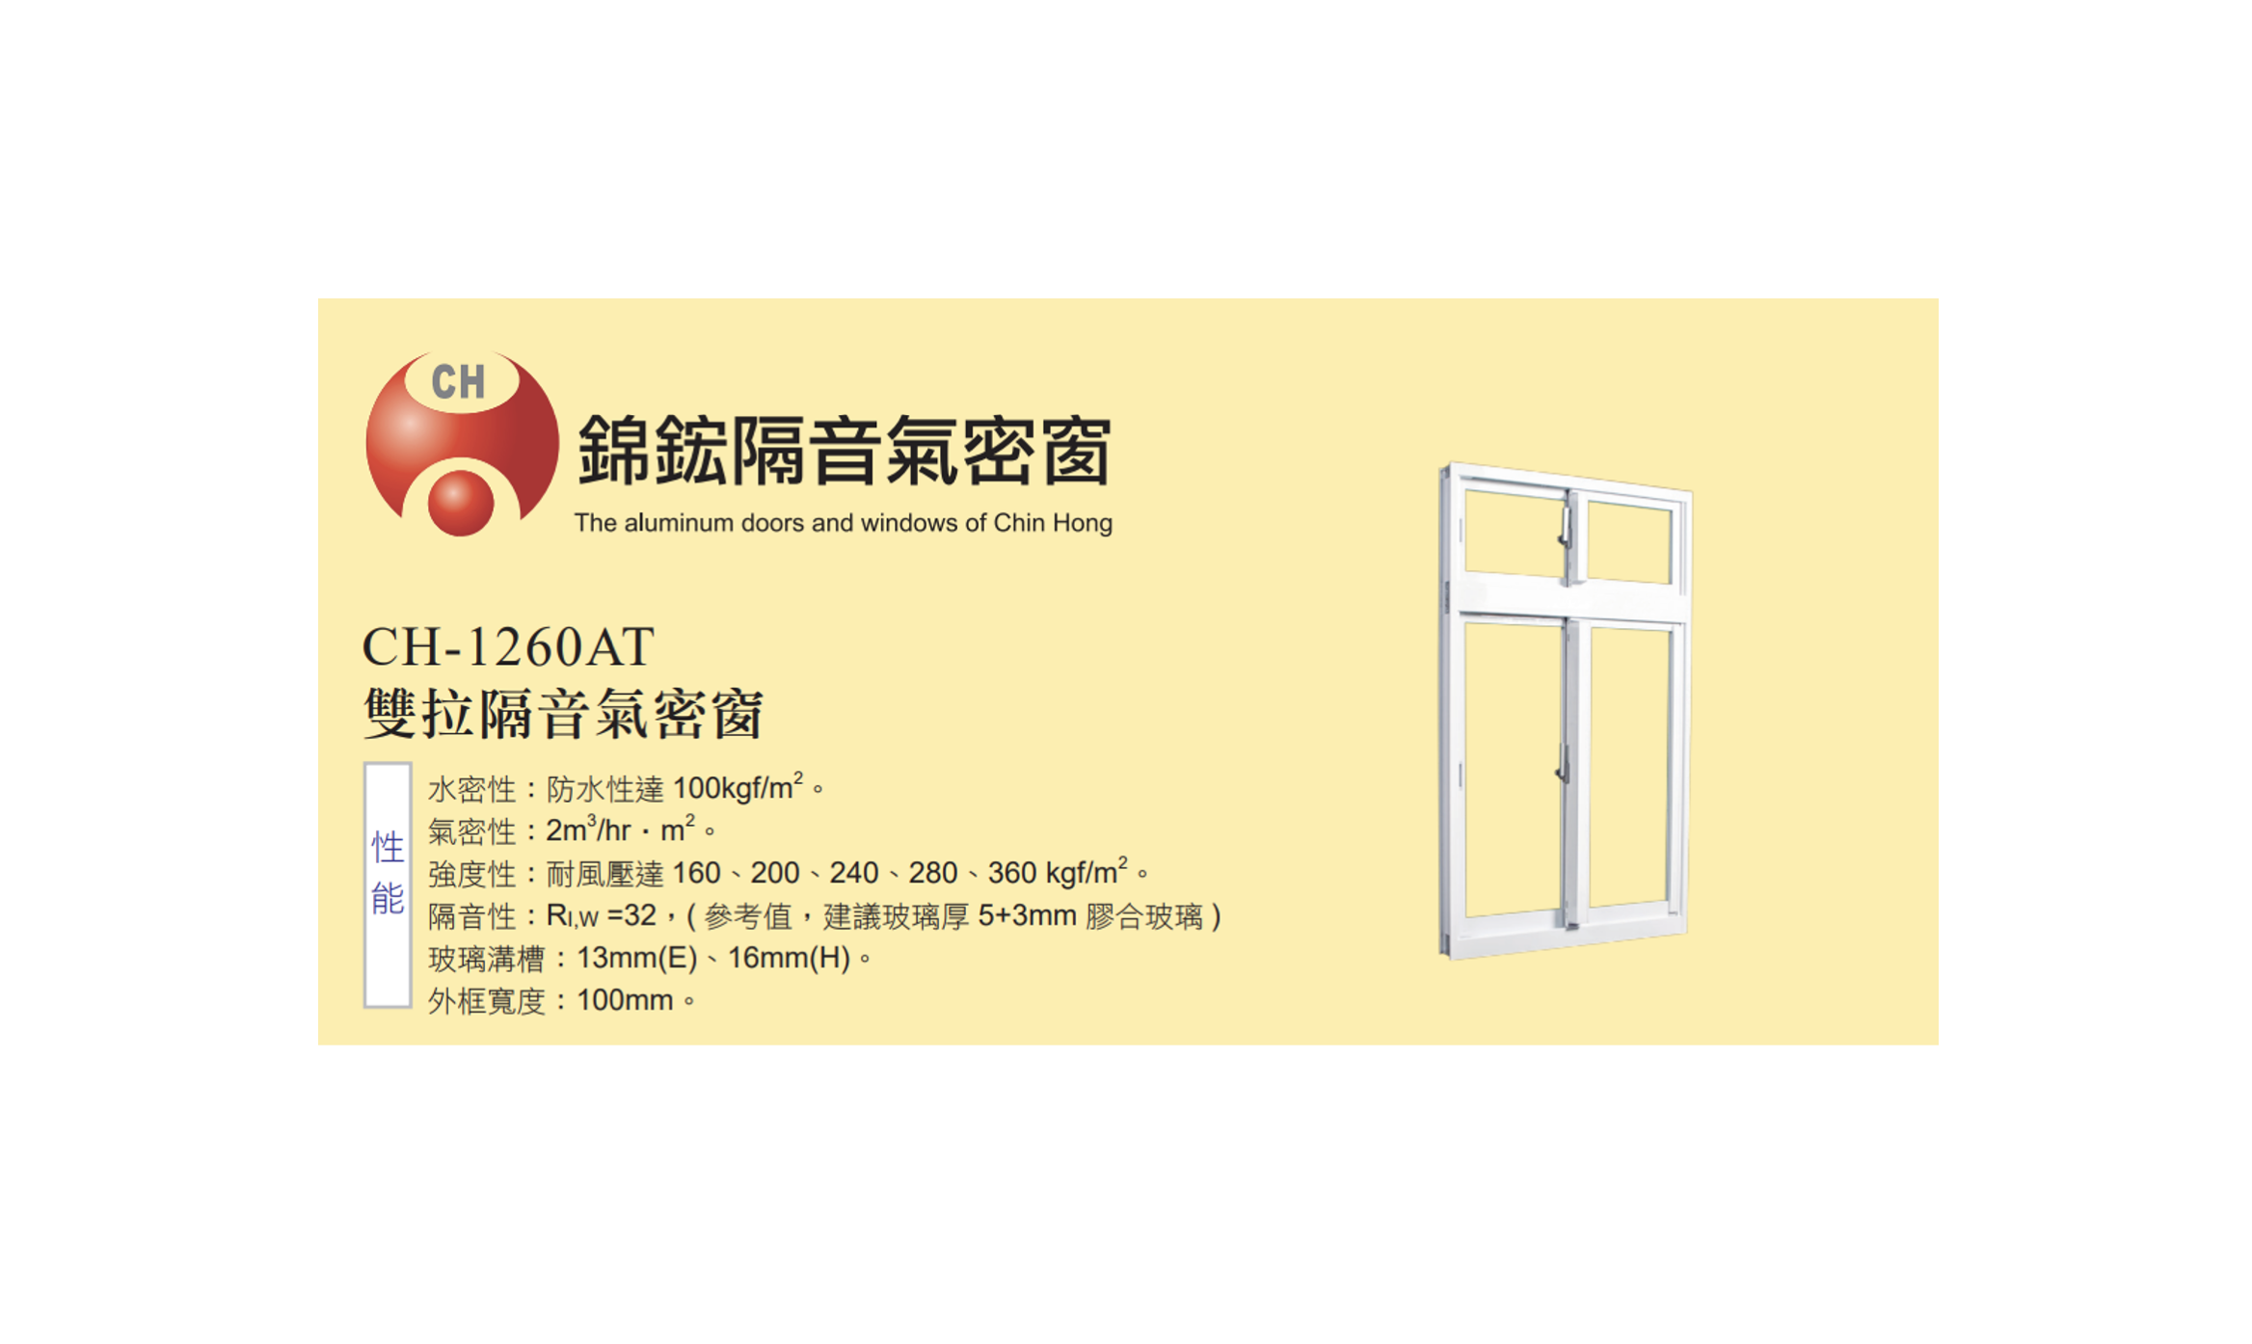 CH
錦鋐隔音氣密窗
The aluminum doors and windows of Chin Hong
CH-1260AT
雙拉隔音氣密窗
性能
水密性：防水性達 100kgf/m²。
氣密性：2m³/hr・m²。
強度性：耐風壓達 160、200、240、280、360 kgf/m²。
隔音性：RI,W =32，( 參考值，建議玻璃厚 5+3mm 膠合玻璃 )
玻璃溝槽：13mm(E)、16mm(H)。
外框寬度：100mm。